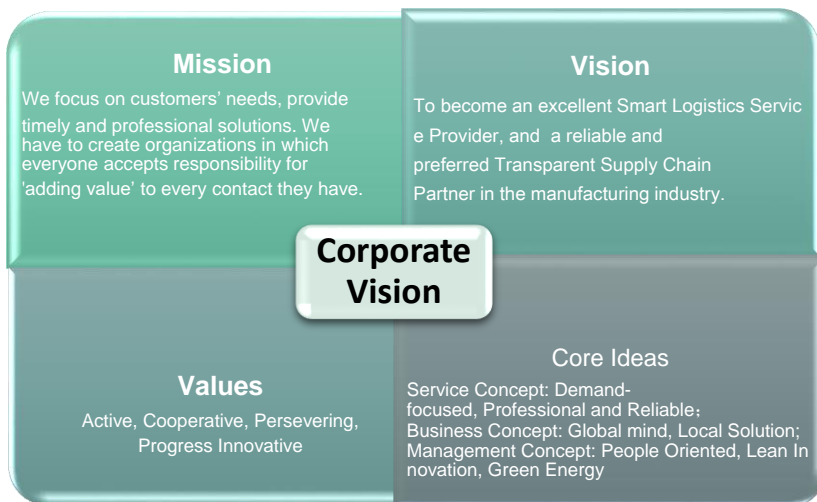 Mission
We focus on customers' needs, provide
timely and professional solutions. We
have to create organizations in which
everyone accepts responsibility for
'adding value' to every contact they have.
Vision
To become an excellent Smart Logistics Servic
e Provider, and a reliable and
preferred Transparent Supply Chain
Partner in the manufacturing industry.
Corporate
Vision
Values
Active, Cooperative, Persevering,
Progress Innovative
Core Ideas
Service Concept: Demand-
focused, Professional and Reliable；
Business Concept: Global mind, Local Solution;
Management Concept: People Oriented, Lean In
novation, Green Energy